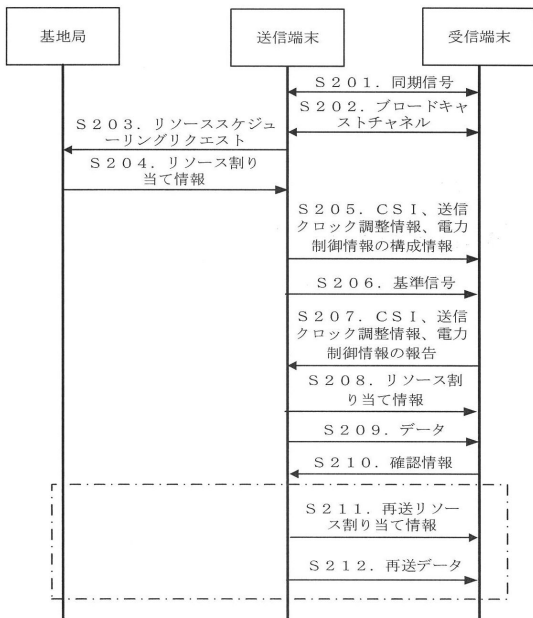 基地局
送信端末
受信端末
S201．同期信号
S202．ブロードキャ
ストチャネル
S203．リソーススケジュ
ーリングリクエスト
S204．リソース割り
当て情報
S205．CSI、送信
クロック調整情報、電力
制御情報の構成情報
S206．基準信号
S207．CSI、送信
クロック調整情報、電力
制御情報の報告
S208．リソース割
り当て情報
S209．データ
S210．確認情報
S211．再送リソー
ス割り当て情報
S212．再送データ